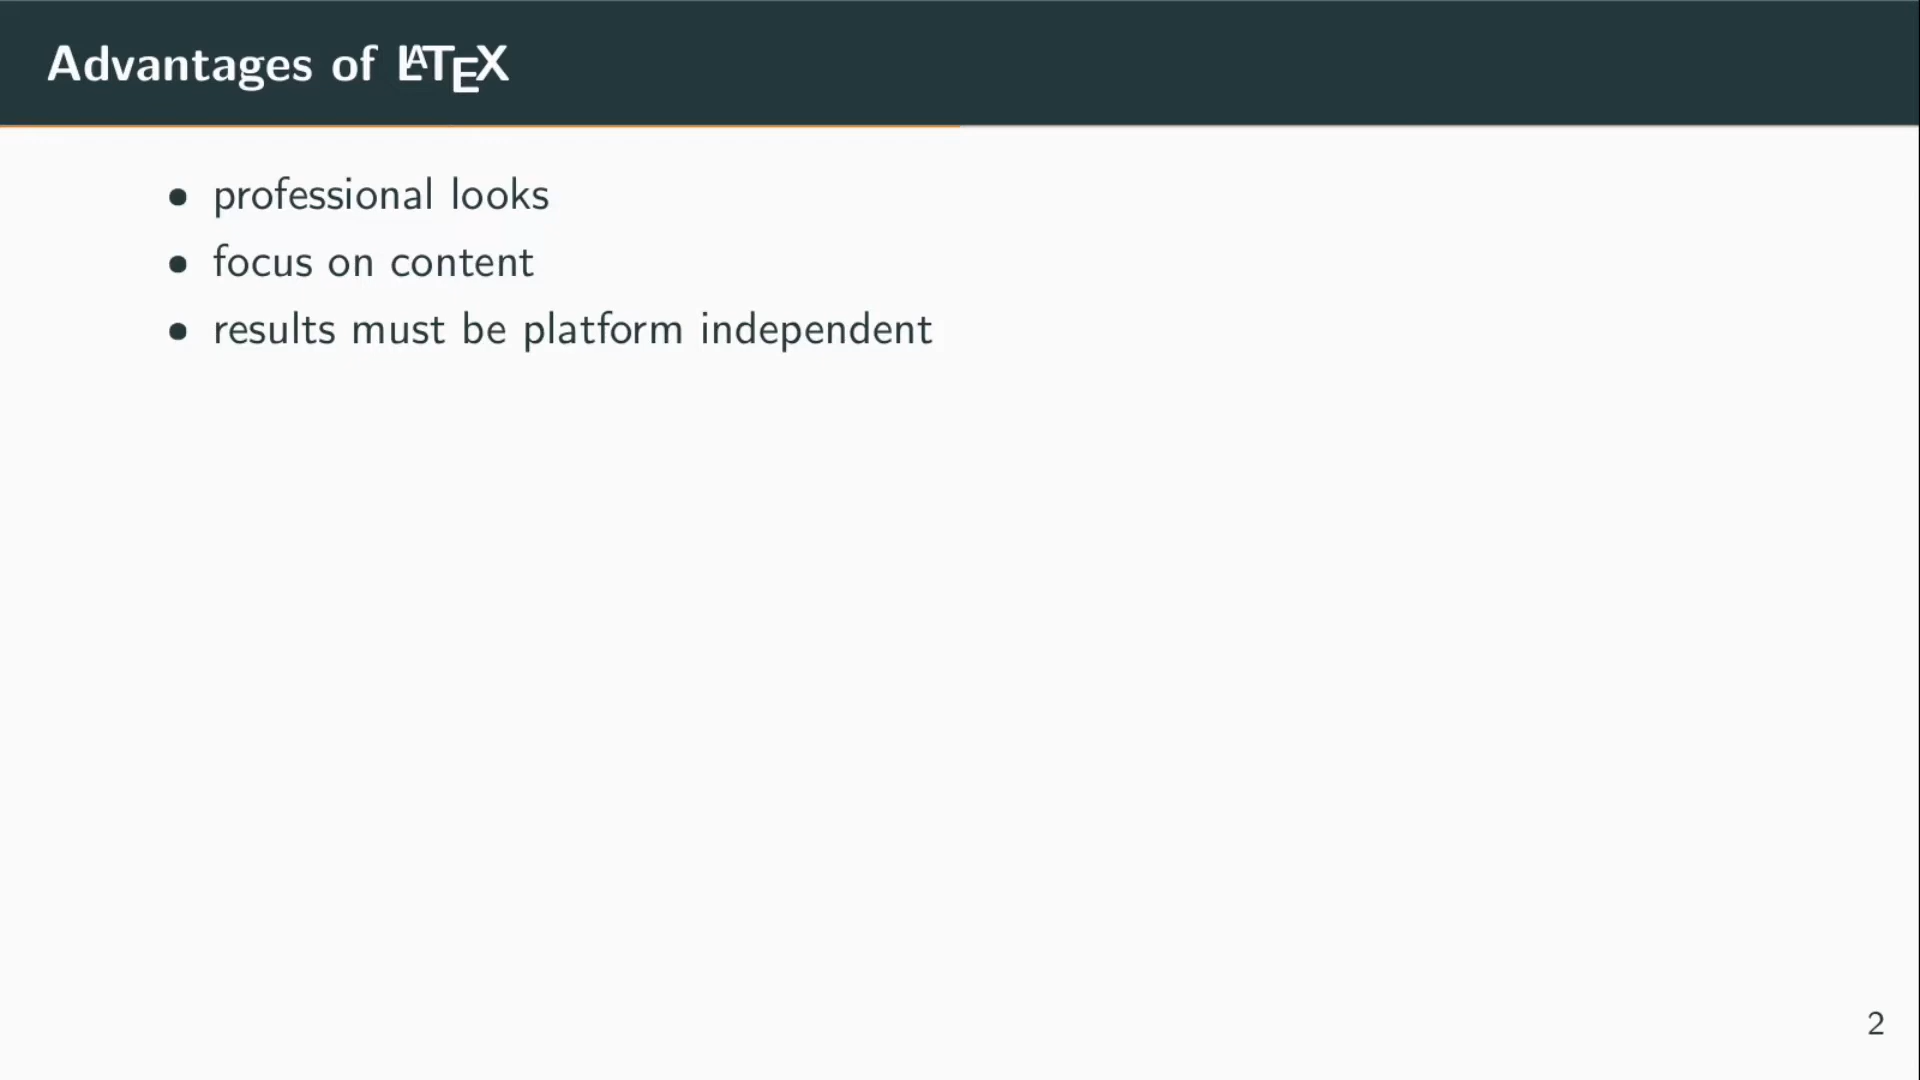 Advantages of LATEX
• professional looks
• focus on content
• results must be platform independent
2